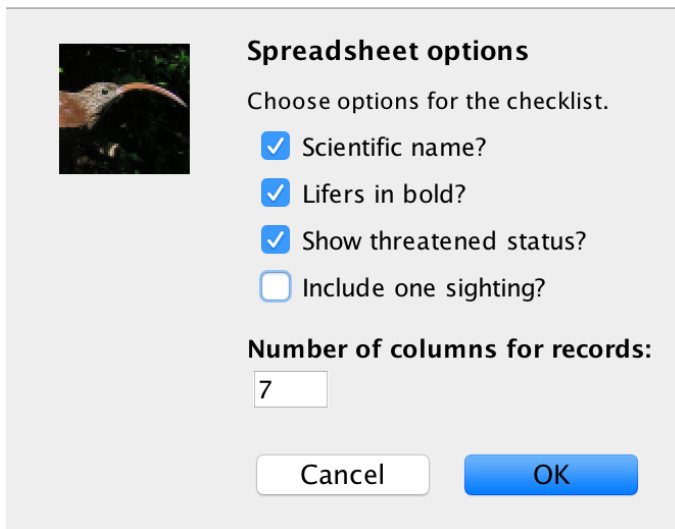 Spreadsheet options
Choose options for the checklist.
Scientific name?
Lifers in bold?
Show threatened status?
Include one sighting?
Number of columns for records:
7
Cancel
OK